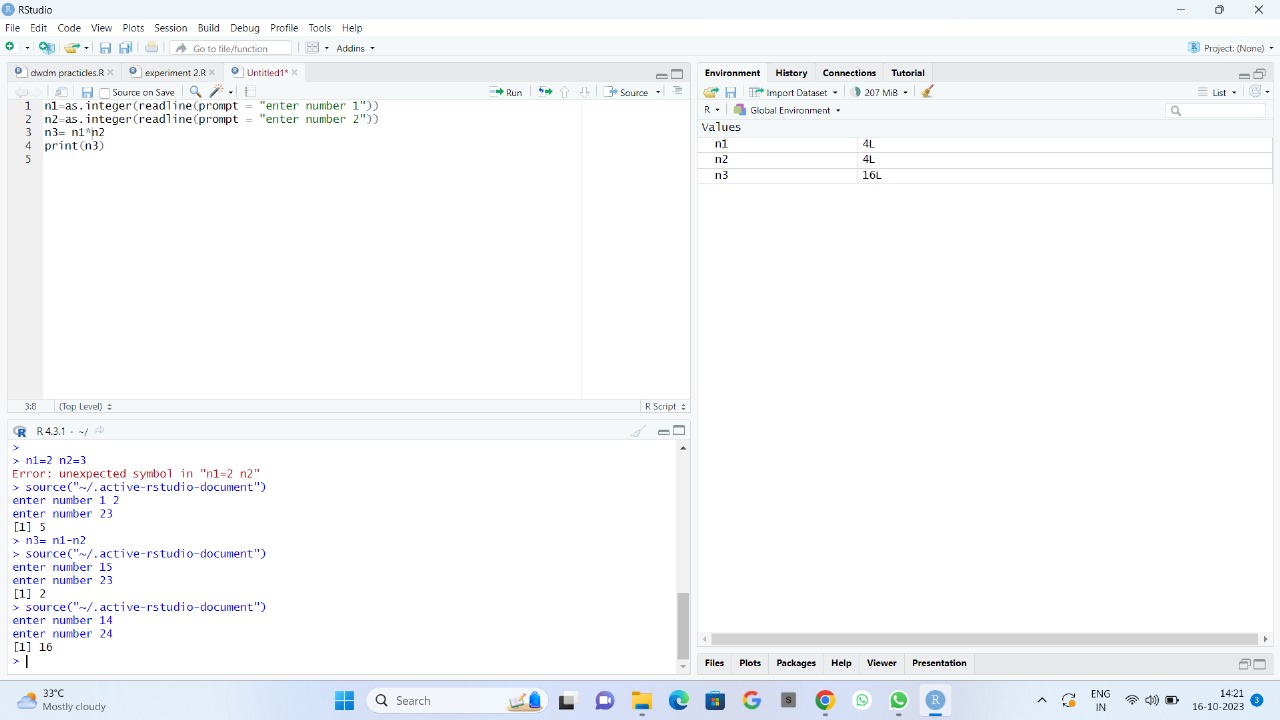 RStudio
File Edit Code View Plots Session Build Debug Profile Tools Help
Go to file/function Addins Project: (None)
dwdm practicles.R experiment 2.R Untitled1*
Source on Save Run Source
1 n1=as.integer(readline(prompt = "enter number 1"))
2 n2=as.integer(readline(prompt = "enter number 2"))
3 n3= n1*n2
4 print(n3)
5
3:8 (Top Level) R Script
R 4.3.1 · ~/
>
> n1=2 n2=3
Error: unexpected symbol in "n1=2 n2"
> source("~/.active-rstudio-document")
enter number 1 2
enter number 23
[1] 5
> n3= n1-n2
> source("~/.active-rstudio-document")
enter number 15
enter number 23
[1] 2
> source("~/.active-rstudio-document")
enter number 14
enter number 24
[1] 16
>
Environment History Connections Tutorial
Import Dataset 207 MiB List
R Global Environment
Values
n1 4L
n2 4L
n3 16L
Files Plots Packages Help Viewer Presentation
33°C
Mostly cloudy
Search
ENG
IN
14:21
16-10-2023
3